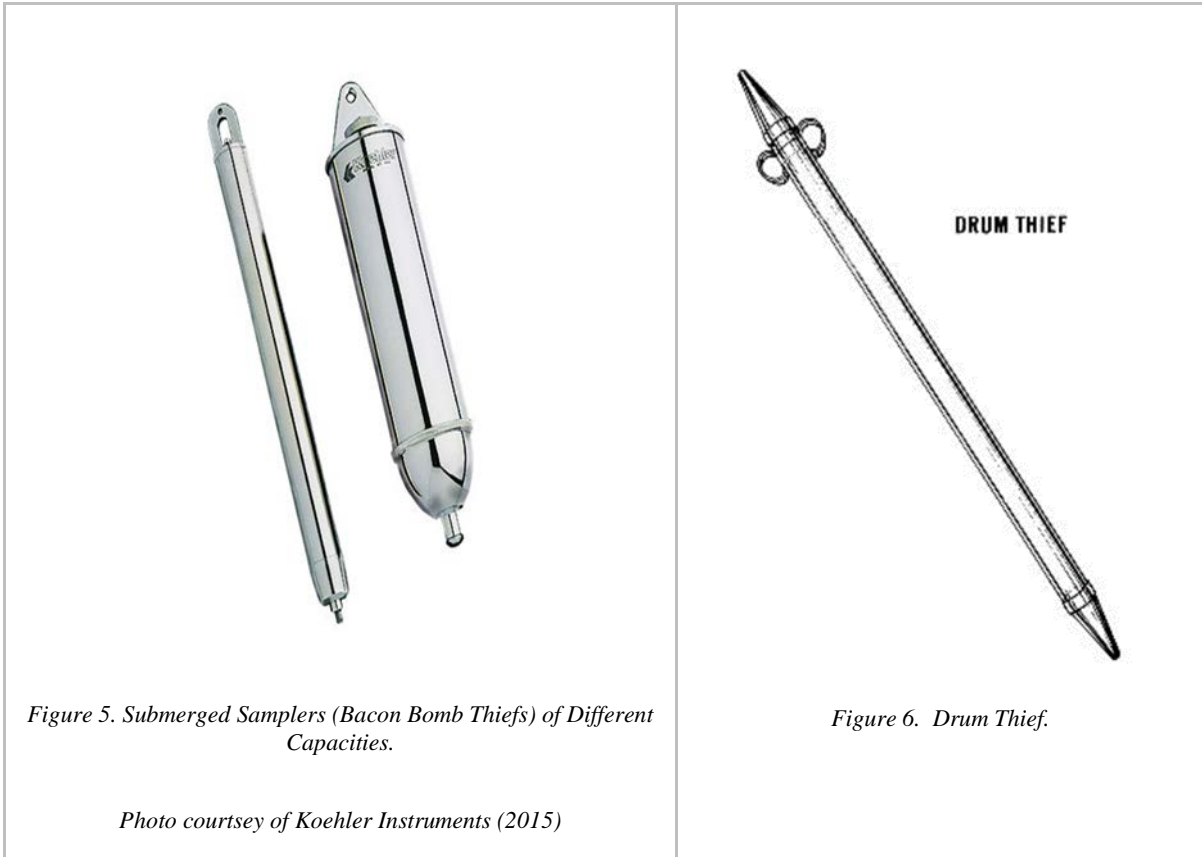 Koehler
DRUM THIEF
Figure 5. Submerged Samplers (Bacon Bomb Thiefs) of Different
Capacities.
Figure 6. Drum Thief.
Photo courtsey of Koehler Instruments (2015)